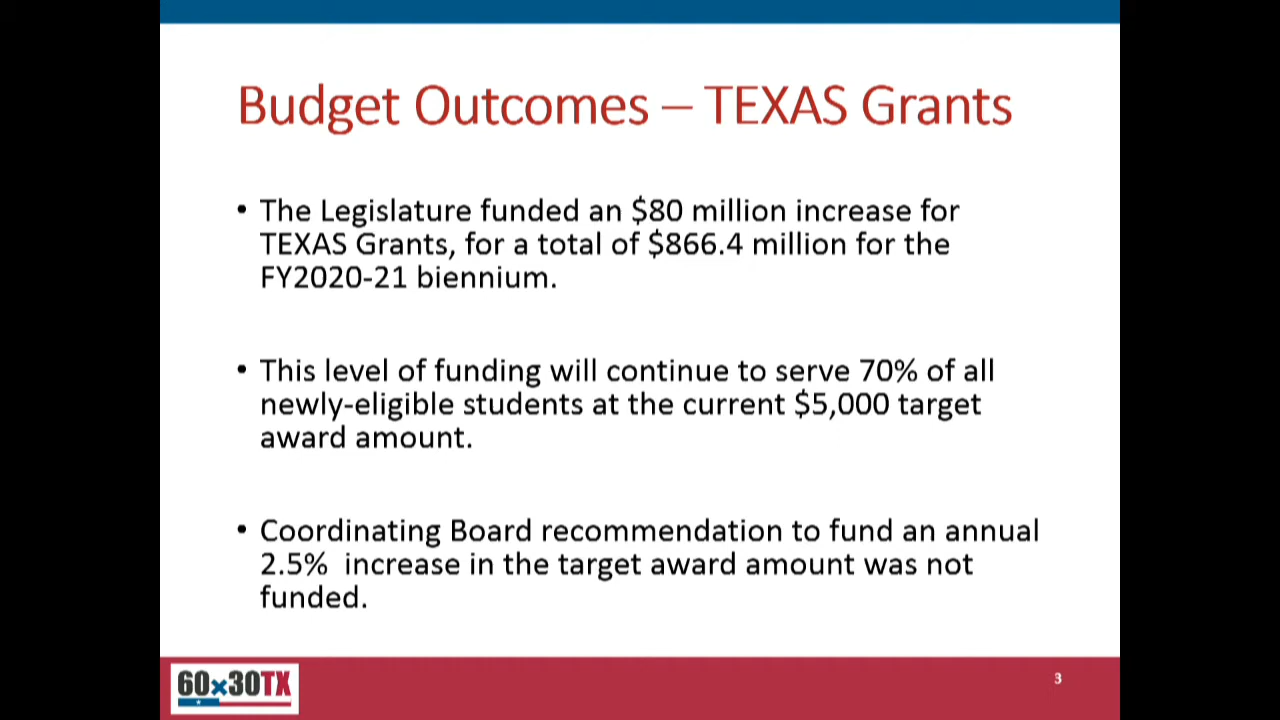 Budget Outcomes – TEXAS Grants
• The Legislature funded an $80 million increase for
TEXAS Grants, for a total of $866.4 million for the
FY2020-21 biennium.
• This level of funding will continue to serve 70% of all
newly-eligible students at the current $5,000 target
award amount.
• Coordinating Board recommendation to fund an annual
2.5%  increase in the target award amount was not
funded.
60x30TX
3